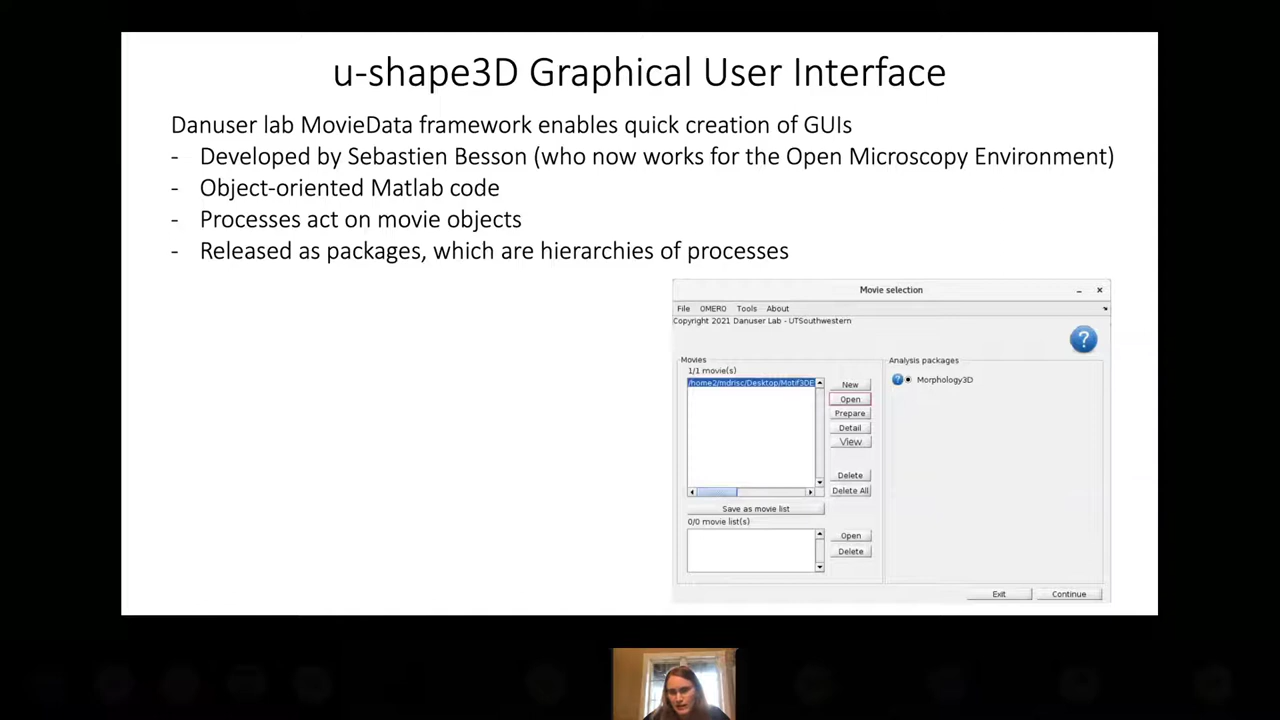 u-shape3D Graphical User Interface
Danuser lab MovieData framework enables quick creation of GUIs
- Developed by Sebastien Besson (who now works for the Open Microscopy Environment)
- Object-oriented Matlab code
- Processes act on movie objects
- Released as packages, which are hierarchies of processes
Movie selection
File OMERO Tools About
Copyright 2021 Danuser Lab - UTSouthwestern
Movies
1/1 movie(s)
/home2/mdrisc/Desktop/Motif3DE
New
Open
Prepare
Detail
View
Delete
Delete All
Save as movie list
0/0 movie list(s)
Open
Delete
Analysis packages
Morphology3D
Exit Continue